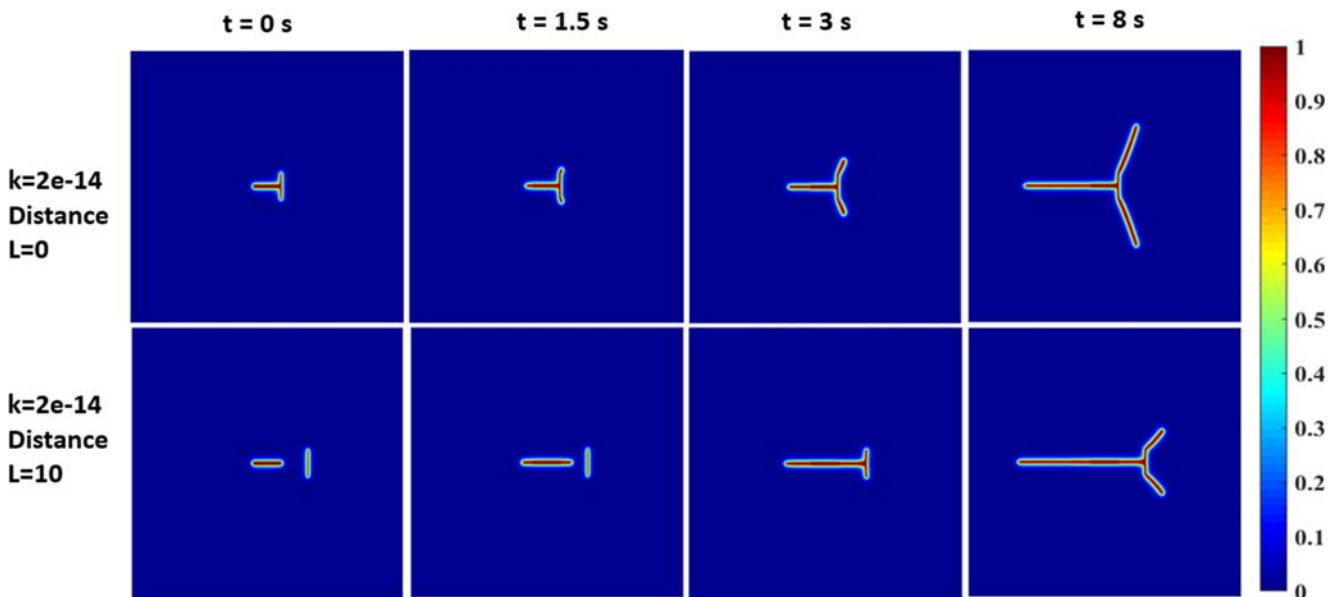 t = 0 s
t = 1.5 s
t = 3 s
t = 8 s
k=2e-14
Distance
L=0
k=2e-14
Distance
L=10
1
0.9
0.8
0.7
0.6
0.5
0.4
0.3
0.2
0.1
0